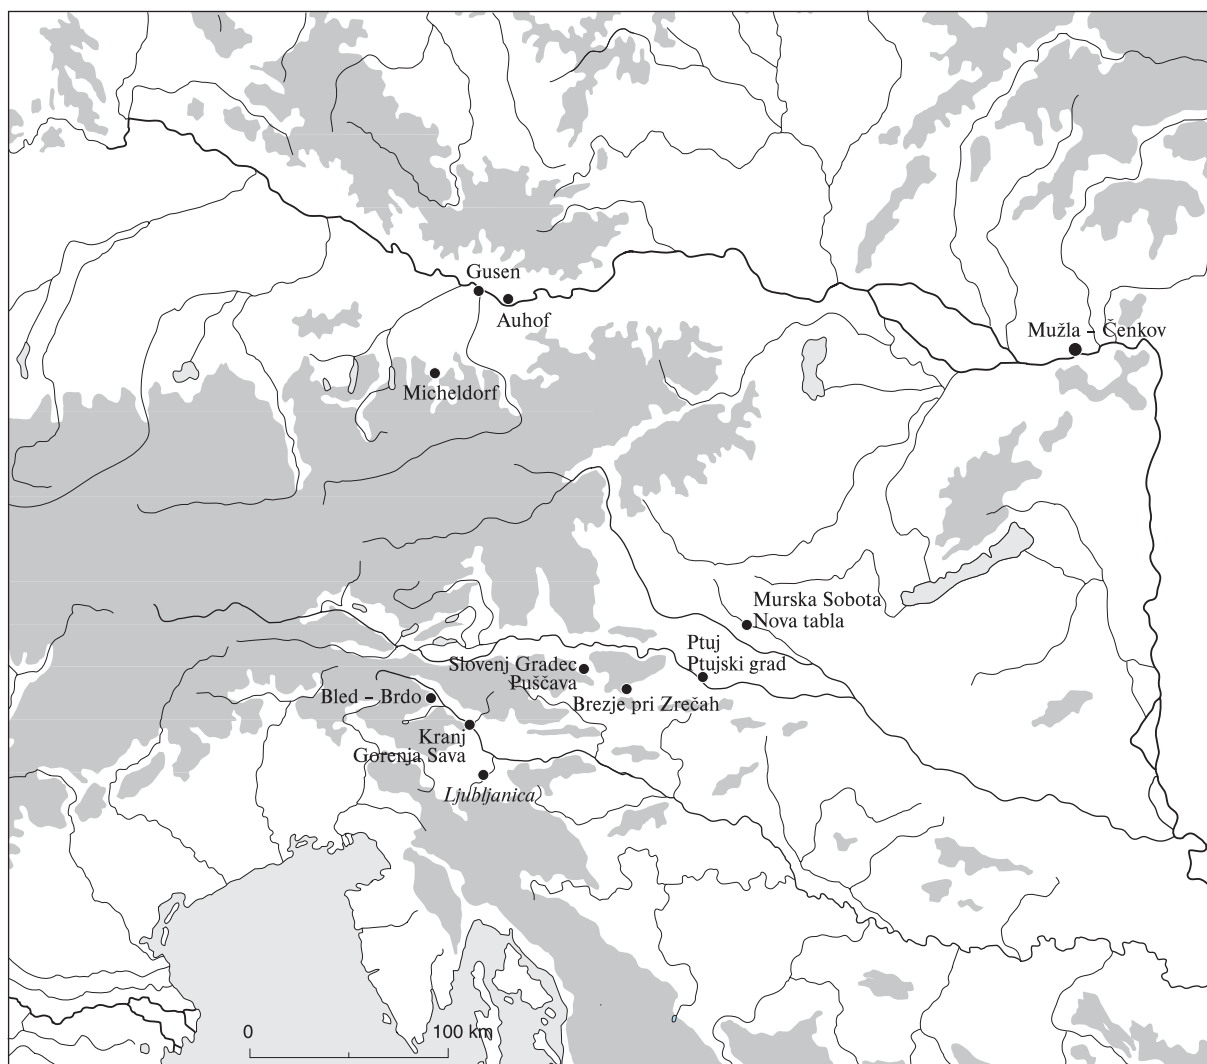 Gusen
Auhof
Mužla – Čenkov
Micheldorf
Murska Sobota
Nova tabla
Ptuj
Ptujski grad
Slovenj Gradec
Puščava
Bled – Brdo
Brezje pri Zrečah
Kranj
Gorenja Sava
Ljubljanica
0
100 km